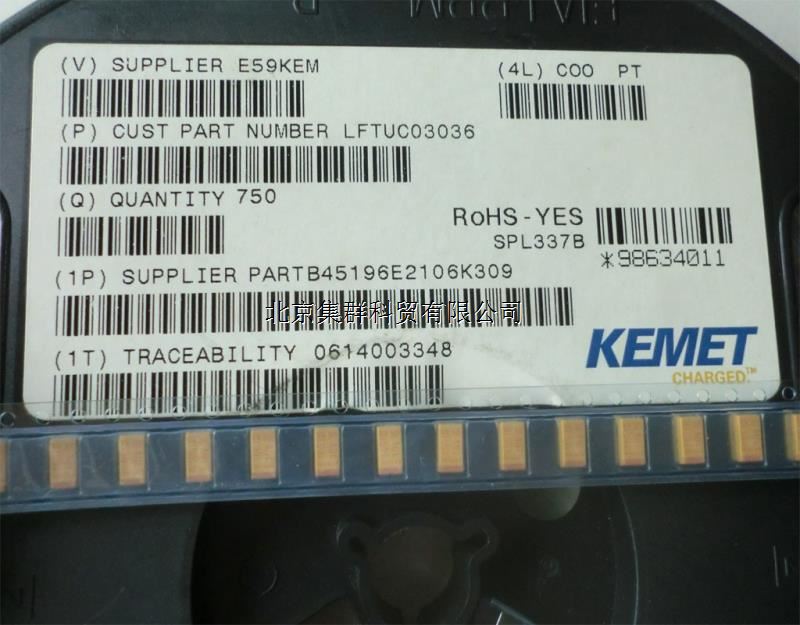 (V) SUPPLIER E59KEM
(4L) COO PT
(P) CUST PART NUMBER LFTUC03036
(Q) QUANTITY 750
RoHS-YES
SPL337B
*98634011
(1P) SUPPLIER PARTB45196E2106K309
北京集群科贸有限公司
(1T) TRACEABILITY 0614003348
KEMET
CHARGED.™